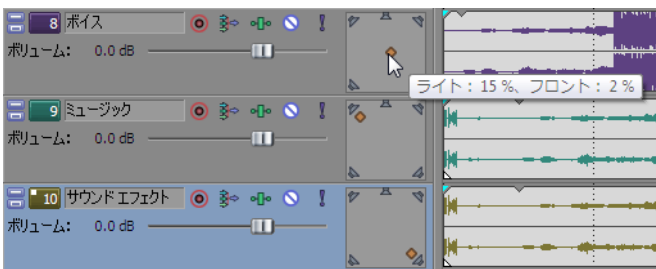 8 ボイス
ボリューム: 0.0 dB
ライト: 15 %、フロント: 2 %
9 ミュージック
ボリューム: 0.0 dB
10 サウンド エフェクト
ボリューム: 0.0 dB